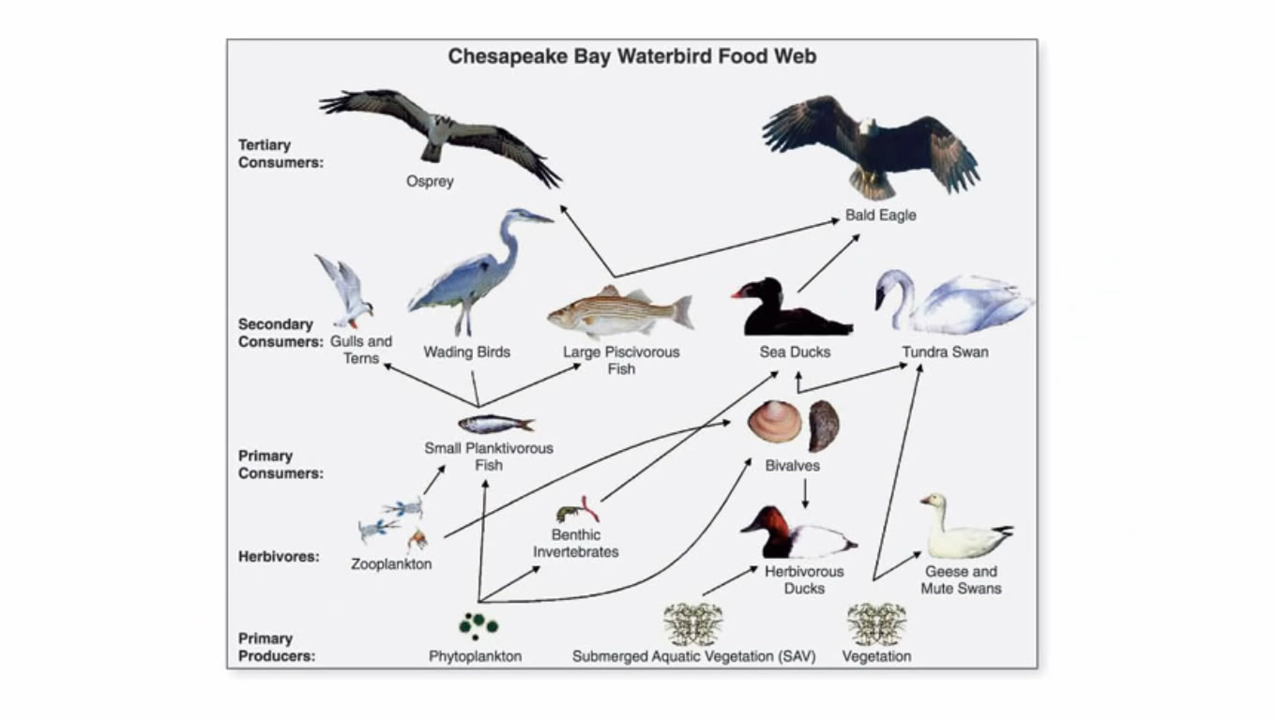 Chesapeake Bay Waterbird Food Web
Tertiary
Consumers:
Osprey
Bald Eagle
Secondary
Consumers:
Gulls and
Terns
Wading Birds
Large Piscivorous
Fish
Sea Ducks
Tundra Swan
Primary
Consumers:
Small Planktivorous
Fish
Bivalves
Herbivores:
Zooplankton
Benthic
Invertebrates
Herbivorous
Ducks
Geese and
Mute Swans
Primary
Producers:
Phytoplankton
Submerged Aquatic Vegetation (SAV)
Vegetation